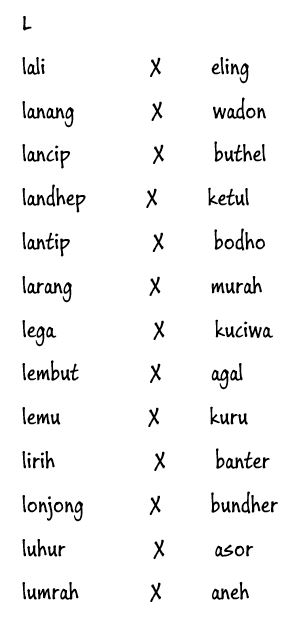 L
lali X eling
lanang X wadon
lancip X buthel
landhep X ketul
lantip X bodho
larang X murah
lega X kuciwa
lembut X agal
lemu X kuru
lirih X banter
lonjong X bundher
luhur X asor
lumrah X aneh